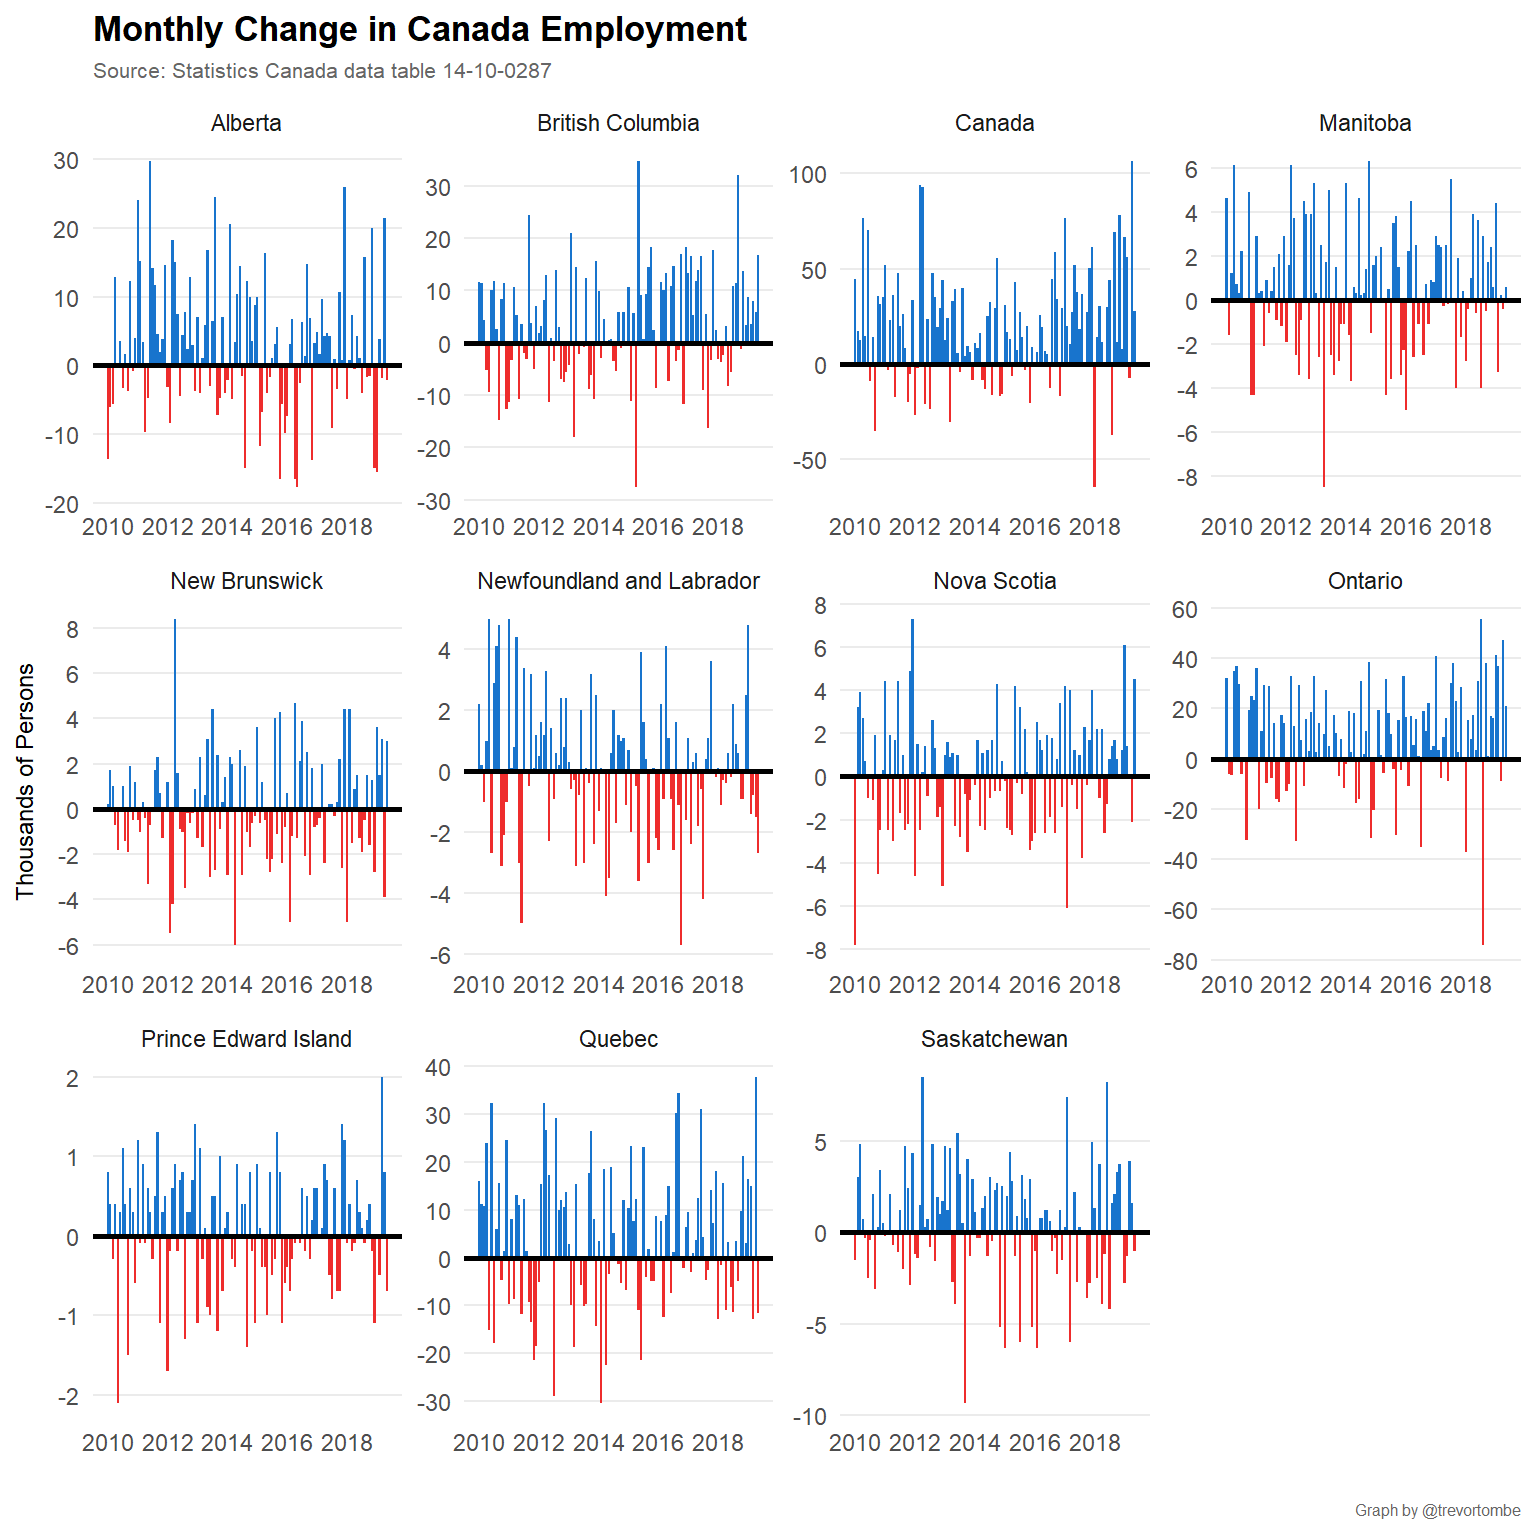 Monthly Change in Canada Employment
Source: Statistics Canada data table 14-10-0287
Alberta
British Columbia
Canada
Manitoba
30
20
10
0
-10
-20
30
20
10
0
-10
-20
-30
100
50
0
-50
6
4
2
0
-2
-4
-6
-8
2010 2012 2014 2016 2018
2010 2012 2014 2016 2018
2010 2012 2014 2016 2018
2010 2012 2014 2016 2018
Thousands of Persons
New Brunswick
Newfoundland and Labrador
Nova Scotia
Ontario
8
6
4
2
0
-2
-4
-6
4
2
0
-2
-4
-6
8
6
4
2
0
-2
-4
-6
-8
60
40
20
0
-20
-40
-60
-80
2010 2012 2014 2016 2018
2010 2012 2014 2016 2018
2010 2012 2014 2016 2018
2010 2012 2014 2016 2018
Prince Edward Island
Quebec
Saskatchewan
2
1
0
-1
-2
40
30
20
10
0
-10
-20
-30
5
0
-5
-10
2010 2012 2014 2016 2018
2010 2012 2014 2016 2018
2010 2012 2014 2016 2018
Graph by @trevortombe